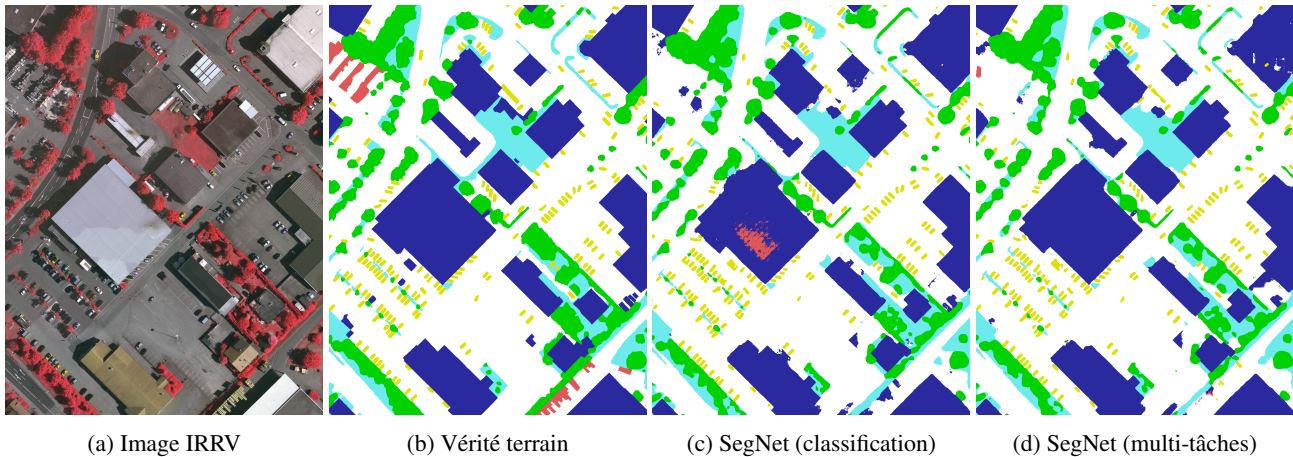 (a) Image IRRV
(b) Vérité terrain
(c) SegNet (classification)
(d) SegNet (multi-tâches)